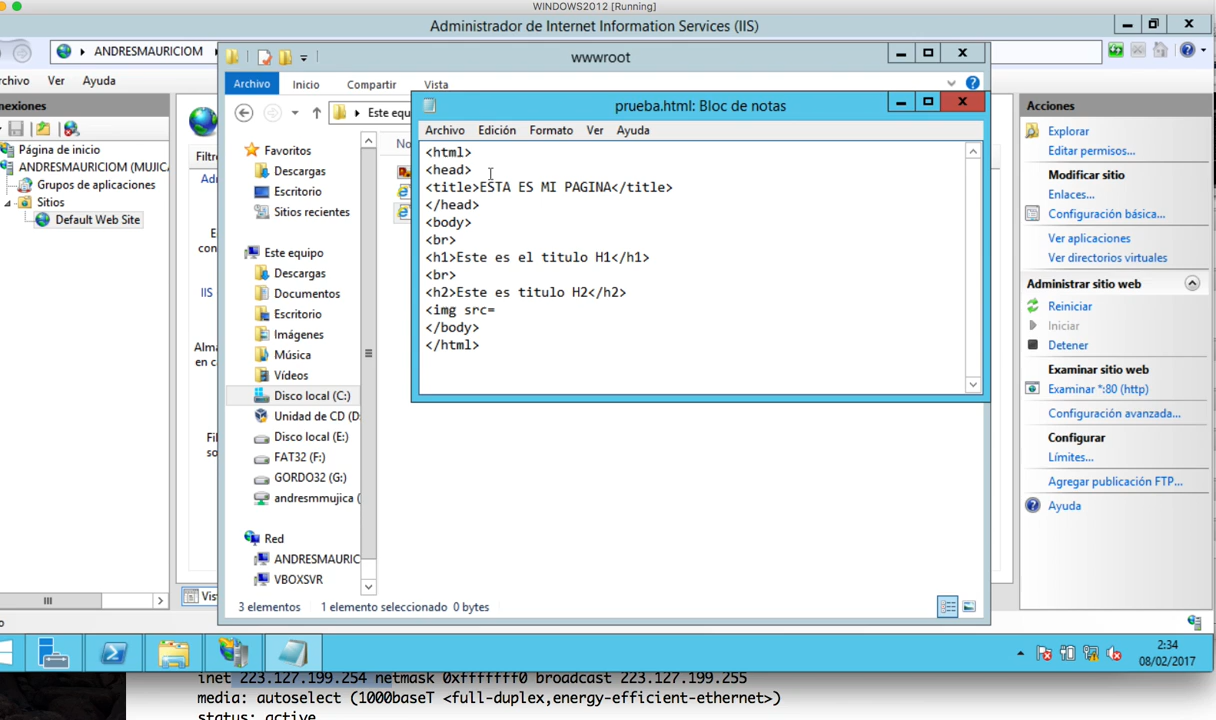 WINDOWS2012 [Running]
Administrador de Internet Information Services (IIS)
ANDRESMAURICIOM
Ver Ayuda
Página de inicio
ANDRESMAURICIOM (MUJICA
Grupos de aplicaciones
Sitios
Default Web Site
IIS
wwwroot
Archivo Inicio Compartir Vista
Este equ
Favoritos
Descargas
Escritorio
Sitios recientes
Este equipo
Descargas
Documentos
Escritorio
Imágenes
Música
Vídeos
Disco local (C:)
Unidad de CD (D:
Disco local (E:)
FAT32 (F:)
GORDO32 (G:)
andresmmujica (
Red
ANDRESMAURIC
VBOXSVR
3 elementos 1 elemento seleccionado 0 bytes
prueba.html: Bloc de notas
Archivo Edición Formato Ver Ayuda
<html>
<head>
<title>ESTA ES MI PAGINA</title>
</head>
<body>
<br>
<h1>Este es el titulo H1</h1>
<br>
<h2>Este es titulo H2</h2>
<img src=
</body>
</html>
Acciones
Explorar
Editar permisos...
Modificar sitio
Enlaces...
Configuración básica...
Ver aplicaciones
Ver directorios virtuales
Administrar sitio web
Reiniciar
Iniciar
Detener
Examinar sitio web
Examinar *:80 (http)
Configuración avanzada...
Configurar
Límites...
Agregar publicación FTP...
Ayuda
2:34
08/02/2017
inet 223.127.199.254 netmask 0xfffffff0 broadcast 223.127.199.255
media: autoselect (1000baseT <full-duplex,energy-efficient-ethernet>)
status: active